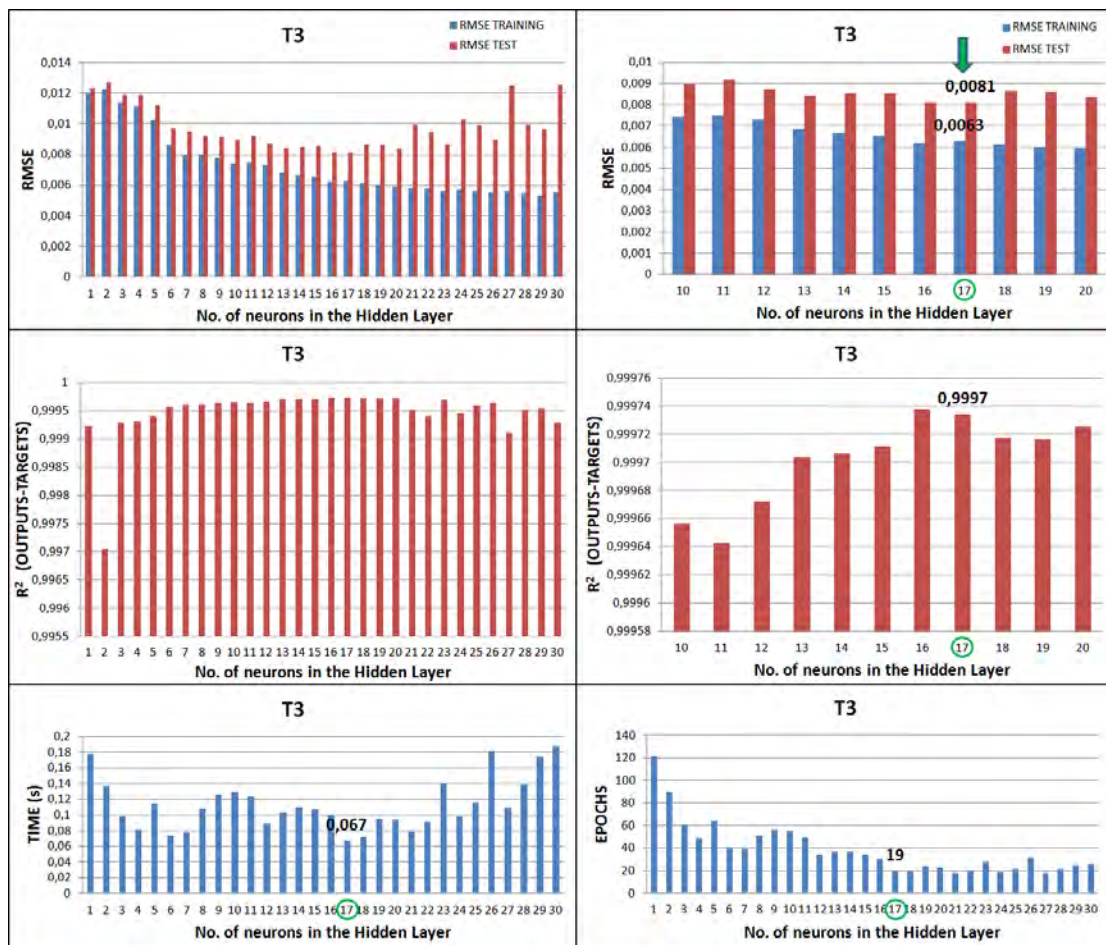 T3
RMSE TRAINING
RMSE TEST
0,014
0,012
0,01
0,008
0,006
0,004
0,002
0
RMSE
1 2 3 4 5 6 7 8 9 10 11 12 13 14 15 16 17 18 19 20 21 22 23 24 25 26 27 28 29 30
No. of neurons in the Hidden Layer
T3
RMSE TRAINING
RMSE TEST
0,01
0,009
0,008
0,007
0,006
0,005
0,004
0,003
0,002
0,001
0
RMSE
0,0081
0,0063
10 11 12 13 14 15 16 17 18 19 20
No. of neurons in the Hidden Layer
T3
1
0,9995
0,999
0,9985
0,998
0,9975
0,997
0,9965
0,996
0,9955
R² (OUTPUTS-TARGETS)
1 2 3 4 5 6 7 8 9 10 11 12 13 14 15 16 17 18 19 20 21 22 23 24 25 26 27 28 29 30
No. of neurons in the Hidden Layer
T3
0,99976
0,99974
0,99972
0,9997
0,99968
0,99966
0,99964
0,99962
0,9996
0,99958
R² (OUTPUTS-TARGETS)
0,9997
10 11 12 13 14 15 16 17 18 19 20
No. of neurons in the Hidden Layer
T3
0,2
0,18
0,16
0,14
0,12
0,1
0,08
0,06
0,04
0,02
0
TIME (s)
0,067
1 2 3 4 5 6 7 8 9 10 11 12 13 14 15 16 17 18 19 20 21 22 23 24 25 26 27 28 29 30
No. of neurons in the Hidden Layer
T3
140
120
100
80
60
40
20
0
EPOCHS
19
1 2 3 4 5 6 7 8 9 10 11 12 13 14 15 16 17 18 19 20 21 22 23 24 25 26 27 28 29 30
No. of neurons in the Hidden Layer